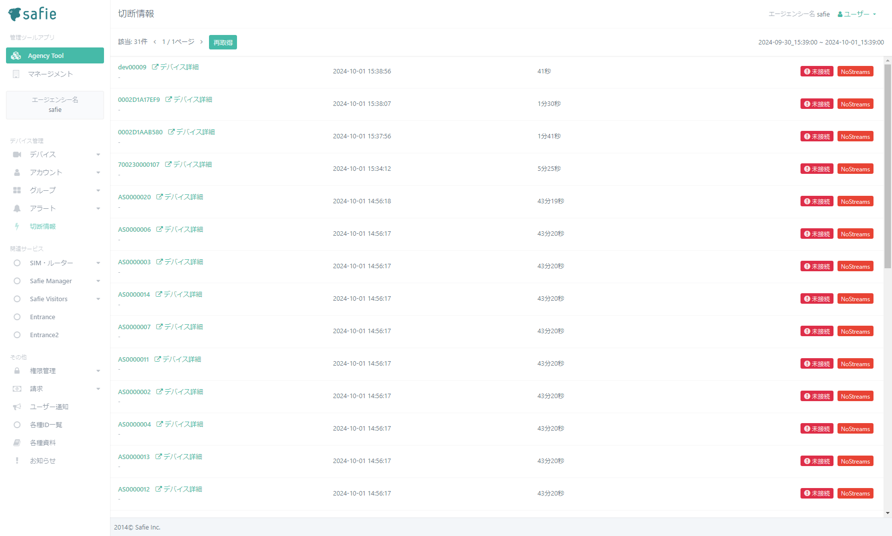 safie
管理ツールアプリ
Agency Tool
マネージメント
エージェンシー名
safie
デバイス管理
デバイス
アカウント
グループ
アラート
切断情報
関連サービス
SIM・ルーター
Safie Manager
Safie Visitors
Entrance
Entrance2
その他
権限管理
請求
ユーザー通知
各種ID一覧
各種資料
お知らせ
切断情報
エージェンシー名 safie ユーザー
該当: 31件 1 / 1ページ 再取得 2024-09-30_15:39:00 ~ 2024-10-01_15:39:00
dev00009 デバイス詳細 2024-10-01 15:38:56 41秒 未接続 NoStreams
-
0002D1A17EF9 デバイス詳細 2024-10-01 15:38:07 1分30秒 未接続 NoStreams
-
0002D1AAB580 デバイス詳細 2024-10-01 15:37:56 1分41秒 未接続 NoStreams
-
700230000107 デバイス詳細 2024-10-01 15:34:12 5分25秒 未接続 NoStreams
-
AS0000020 デバイス詳細 2024-10-01 14:56:18 43分19秒 未接続 NoStreams
-
AS0000006 デバイス詳細 2024-10-01 14:56:17 43分20秒 未接続 NoStreams
-
AS0000003 デバイス詳細 2024-10-01 14:56:17 43分20秒 未接続 NoStreams
-
AS0000014 デバイス詳細 2024-10-01 14:56:17 43分20秒 未接続 NoStreams
-
AS0000007 デバイス詳細 2024-10-01 14:56:17 43分20秒 未接続 NoStreams
-
AS0000011 デバイス詳細 2024-10-01 14:56:17 43分20秒 未接続 NoStreams
-
AS0000002 デバイス詳細 2024-10-01 14:56:17 43分20秒 未接続 NoStreams
-
AS0000004 デバイス詳細 2024-10-01 14:56:17 43分20秒 未接続 NoStreams
-
AS0000013 デバイス詳細 2024-10-01 14:56:17 43分20秒 未接続 NoStreams
-
AS0000012 デバイス詳細 2024-10-01 14:56:17 43分20秒 未接続 NoStreams
-
2014© Safie Inc.